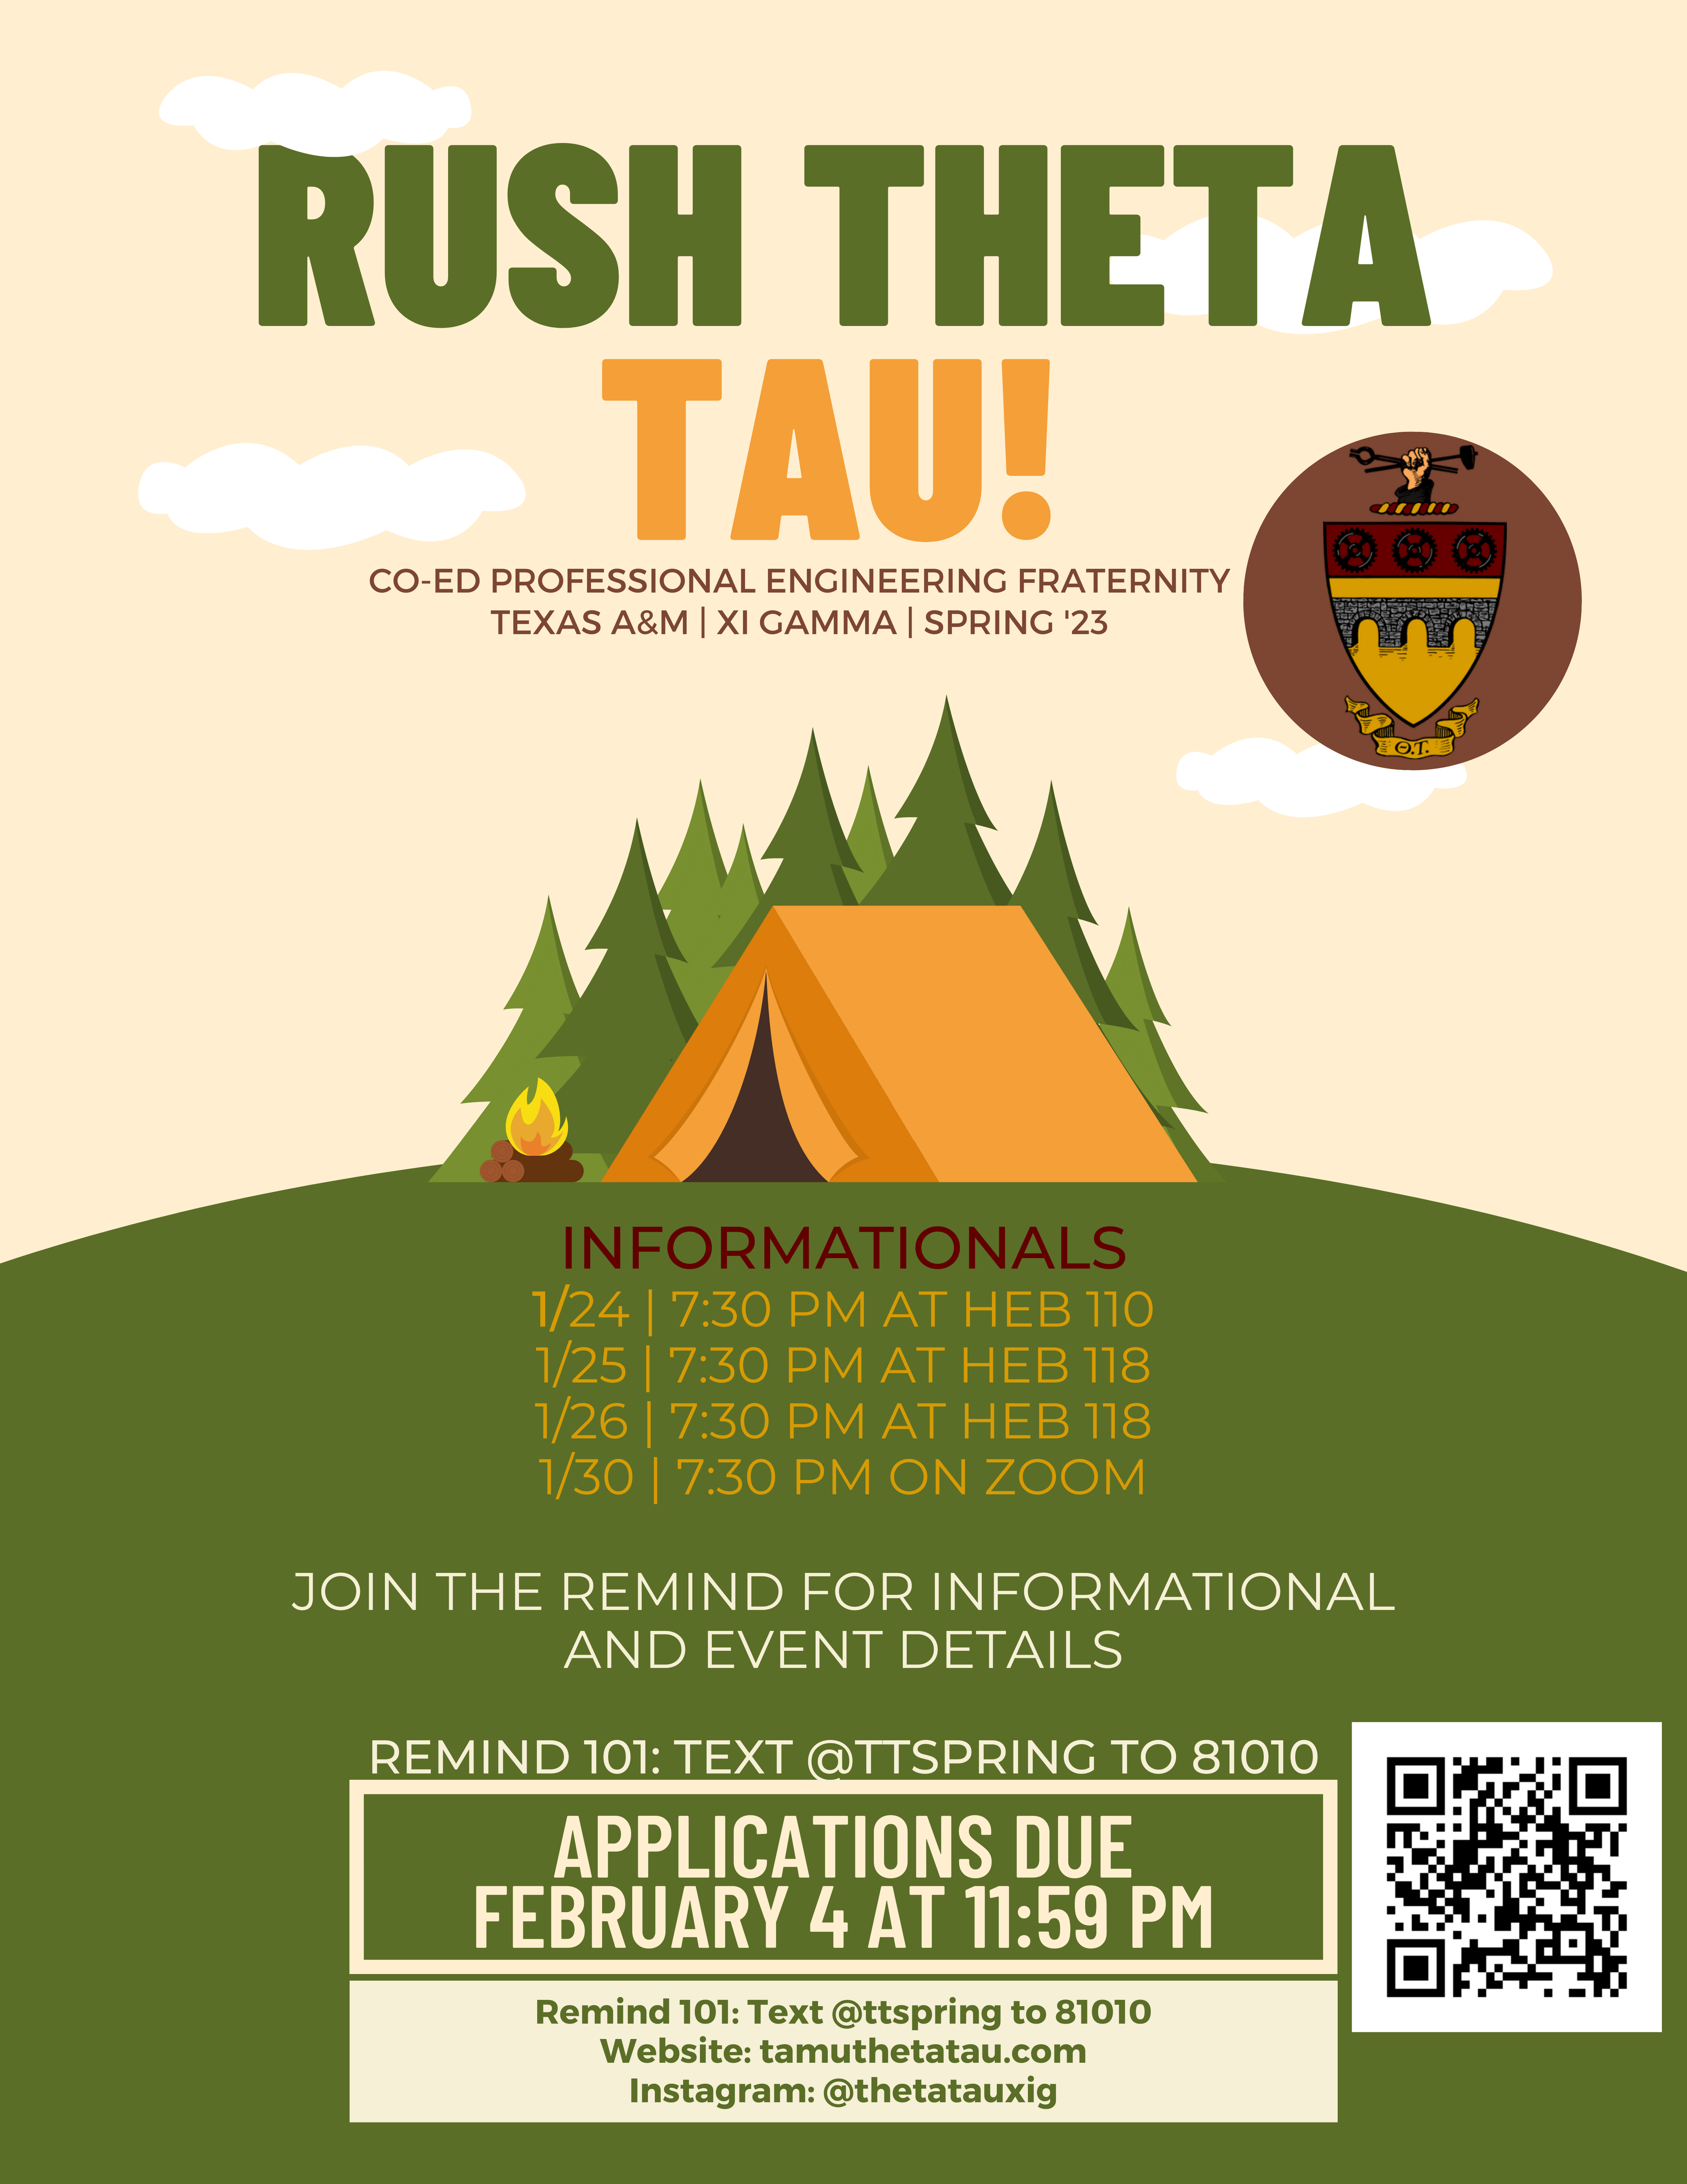 RUSH THETA
TAU!
CO-ED PROFESSIONAL ENGINEERING FRATERNITY
TEXAS A&M | XI GAMMA | SPRING '23
Θ.T.
INFORMATIONALS
1/24 | 7:30 PM AT HEB 110
1/25 | 7:30 PM AT HEB 118
1/26 | 7:30 PM AT HEB 118
1/30 | 7:30 PM ON ZOOM
JOIN THE REMIND FOR INFORMATIONAL
AND EVENT DETAILS
REMIND 101: TEXT @TTSPRING TO 81010
APPLICATIONS DUE
FEBRUARY 4 AT 11:59 PM
Remind 101: Text @ttspring to 81010
Website: tamuthetatau.com
Instagram: @thetatauxig